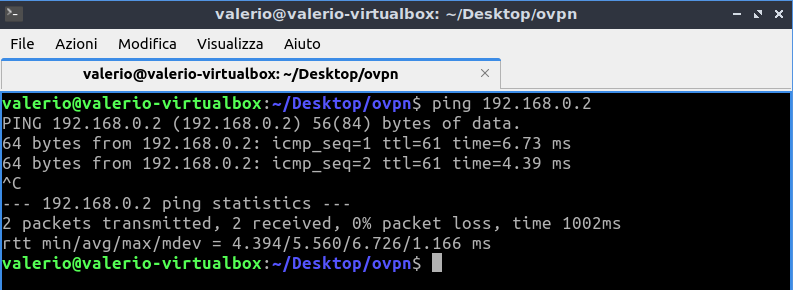 valerio@valerio-virtualbox: ~/Desktop/ovpn
File Azioni Modifica Visualizza Aiuto
valerio@valerio-virtualbox: ~/Desktop/ovpn
valerio@valerio-virtualbox:~/Desktop/ovpn$ ping 192.168.0.2
PING 192.168.0.2 (192.168.0.2) 56(84) bytes of data.
64 bytes from 192.168.0.2: icmp_seq=1 ttl=61 time=6.73 ms
64 bytes from 192.168.0.2: icmp_seq=2 ttl=61 time=4.39 ms
^C
--- 192.168.0.2 ping statistics ---
2 packets transmitted, 2 received, 0% packet loss, time 1002ms
rtt min/avg/max/mdev = 4.394/5.560/6.726/1.166 ms
valerio@valerio-virtualbox:~/Desktop/ovpn$